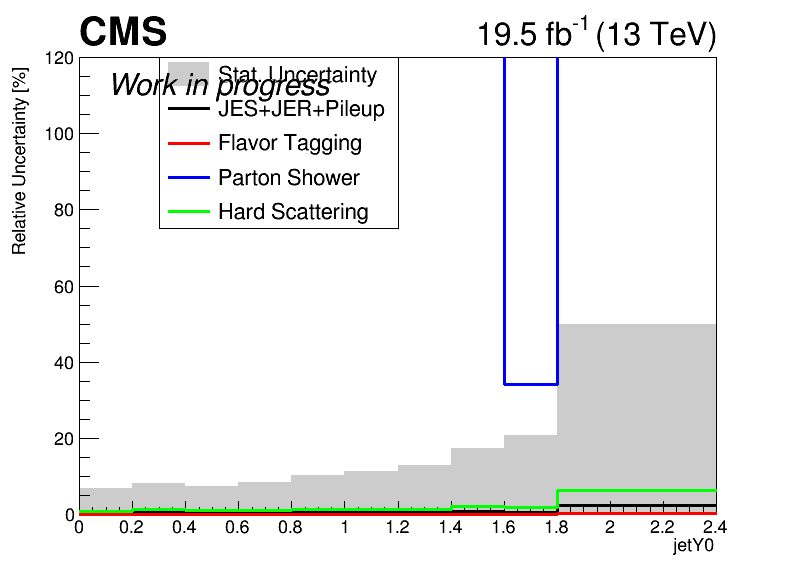 CMS
19.5 fb-1 (13 TeV)
Relative Uncertainty [%]
120
100
80
60
40
20
0
Work in progress
Stat. Uncertainty
JES+JER+Pileup
Flavor Tagging
Parton Shower
Hard Scattering
0 0.2 0.4 0.6 0.8 1 1.2 1.4 1.6 1.8 2 2.2 2.4
jetY0